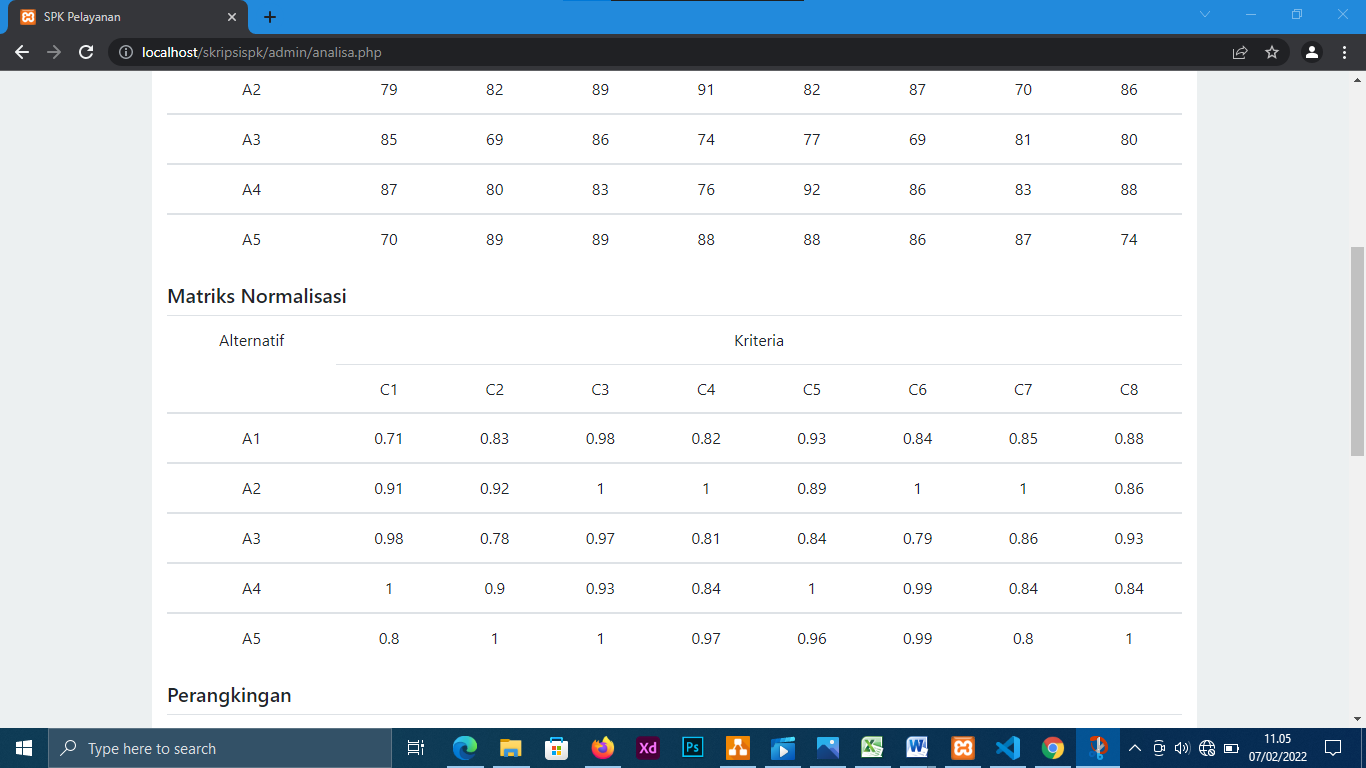 SPK Pelayanan
localhost/skripsispk/admin/analisa.php
A2 79 82 89 91 82 87 70 86
A3 85 69 86 74 77 69 81 80
A4 87 80 83 76 92 86 83 88
A5 70 89 89 88 88 86 87 74
Matriks Normalisasi
Alternatif Kriteria
C1 C2 C3 C4 C5 C6 C7 C8
A1 0.71 0.83 0.98 0.82 0.93 0.84 0.85 0.88
A2 0.91 0.92 1 1 0.89 1 1 0.86
A3 0.98 0.78 0.97 0.81 0.84 0.79 0.86 0.93
A4 1 0.9 0.93 0.84 1 0.99 0.84 0.84
A5 0.8 1 1 0.97 0.96 0.99 0.8 1
Perangkingan
Type here to search
Xd
Ps
11.05
07/02/2022